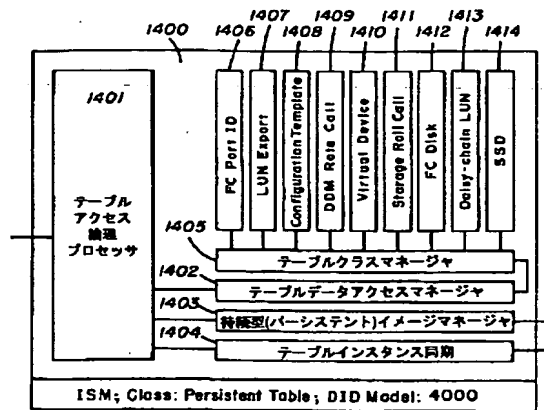 1400
1406
1407
1408
1409
1410
1411
1412
1413
1414
1401
テーブル
アクセス
論理
プロセッサ
FC Port ID
LUN Export
Configuration Template
DDM Role Call
Virtual Device
Storage Roll Call
FC Disk
Daisy-chain LUN
SSD
1405
テーブルクラスマネージャ
1402
テーブルデータアクセスマネージャ
1403
持続型(パーシステント)イメージマネージャ
1404
テーブルインスタンス同期
ISM; Class: Persistent Table; DID Model: 4000